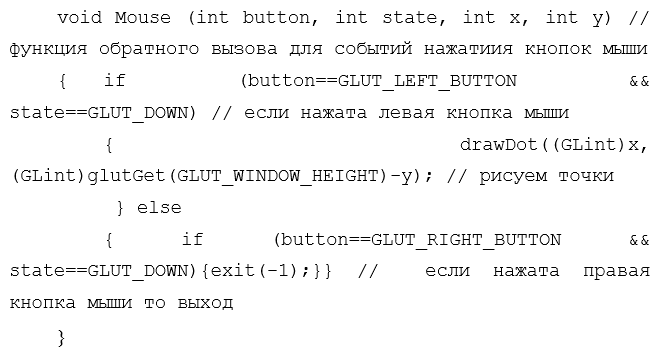 void Mouse (int button, int state, int x, int y) //
функция обратного вызова для событий нажатиия кнопок мыши
{ if (button==GLUT_LEFT_BUTTON &&
state==GLUT_DOWN) // если нажата левая кнопка мыши
{ drawDot((GLint)x,
(GLint)glutGet(GLUT_WINDOW_HEIGHT)-y); // рисуем точки
} else
{ if (button==GLUT_RIGHT_BUTTON &&
state==GLUT_DOWN){exit(-1);}} // если нажата правая
кнопка мыши то выход
}